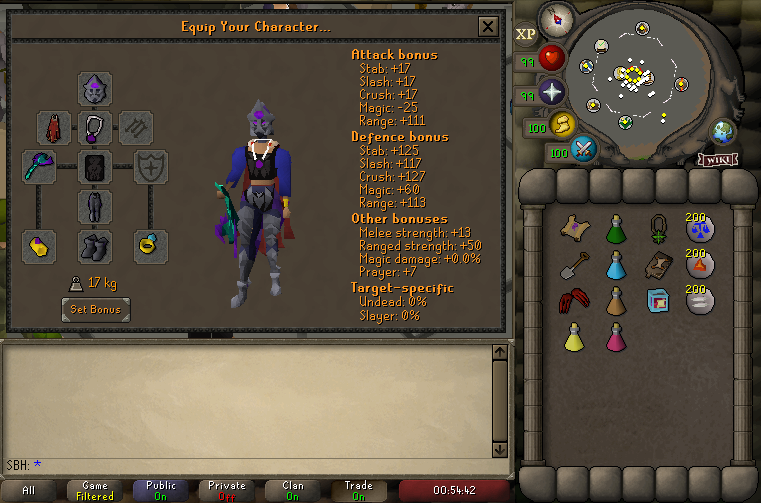 Equip Your Character...
Attack bonus
Stab: +17
Slash: +17
Crush: +17
Magic: -25
Range: +111
Defence bonus
Stab: +125
Slash: +117
Crush: +127
Magic: +60
Range: +113
Other bonuses
Melee strength: +13
Ranged strength: +50
Magic damage: +0.0%
Prayer: +7
Target-specific
Undead: 0%
Slayer: 0%
17 kg
Set Bonus
XP
99
99
100
100
WIKI
200
200
200
SBH: *
All
Game
Filtered
Public
On
Private
Off
Clan
On
Trade
On
00:54:42